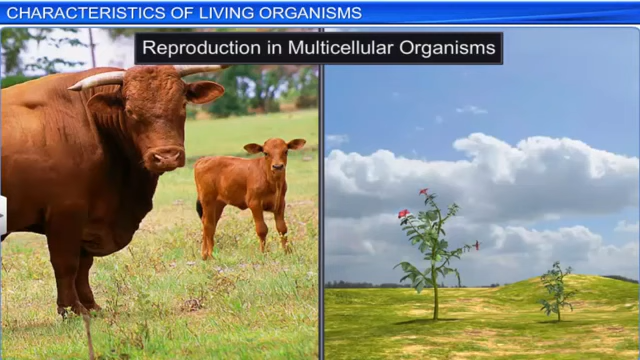 CHARACTERISTICS OF LIVING ORGANISMS
Reproduction in Multicellular Organisms